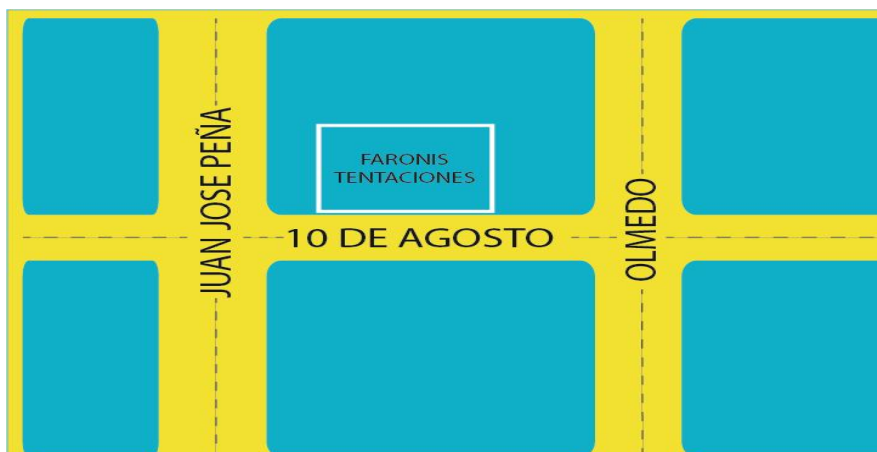 JUAN JOSE PEÑA
FARONIS
TENTACIONES
10 DE AGOSTO
OLMEDO